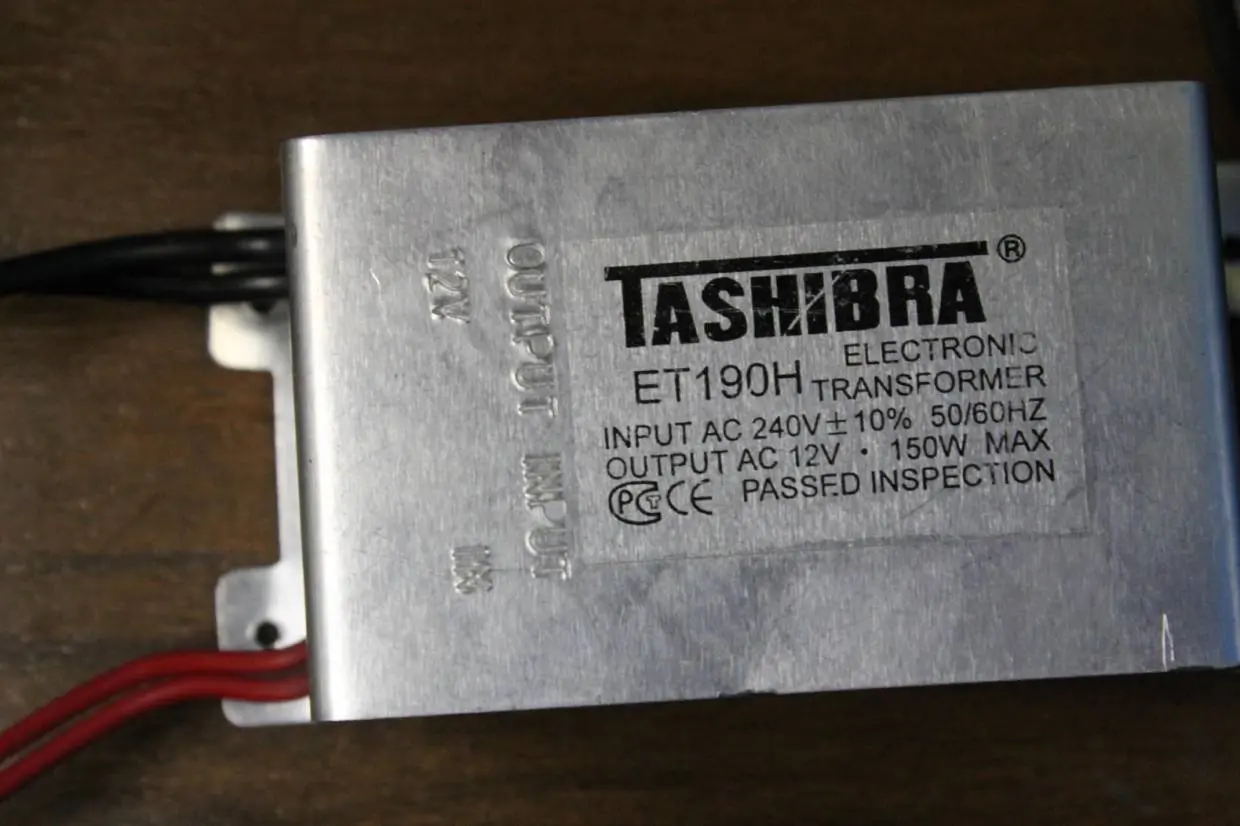 TASHIBRA ®
ET190H ELECTRONIC TRANSFORMER
INPUT AC 240V±10% 50/60HZ
OUTPUT AC 12V · 150W MAX
PCT CE PASSED INSPECTION
OUTPUT INPUT
12V